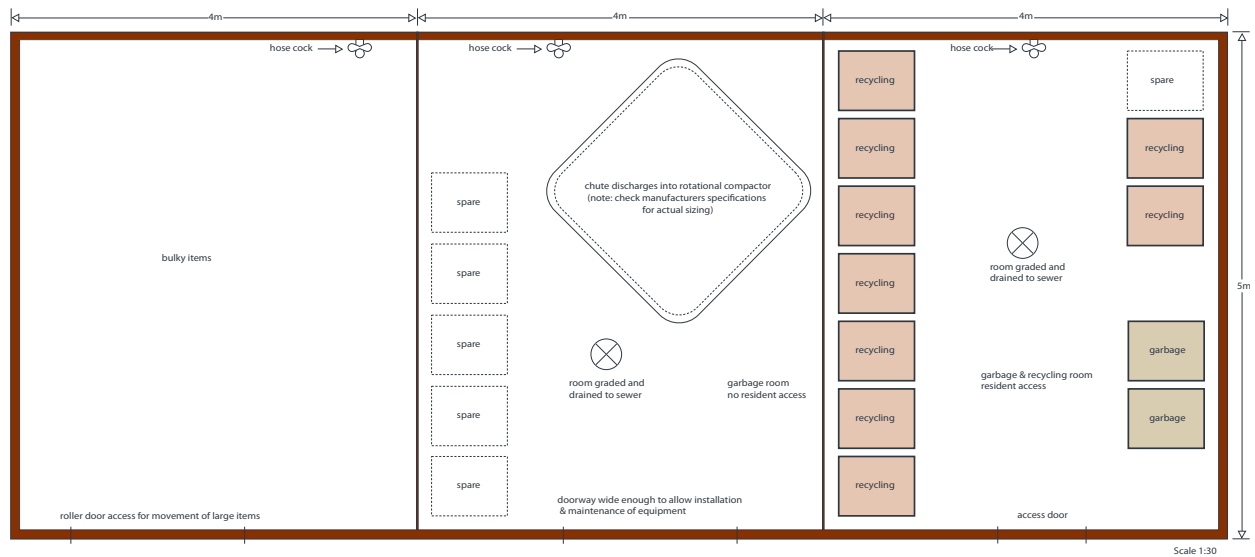 4m
4m
4m
hose cock
hose cock
hose cock
bulky items
roller door access for movement of large items
spare
spare
spare
spare
spare
chute discharges into rotational compactor
(note: check manufacturers specifications
for actual sizing)
room graded and
drained to sewer
garbage room
no resident access
doorway wide enough to allow installation
& maintenance of equipment
recycling
recycling
recycling
recycling
recycling
recycling
recycling
spare
recycling
recycling
room graded and
drained to sewer
garbage & recycling room
resident access
garbage
garbage
access door
5m
Scale 1:30